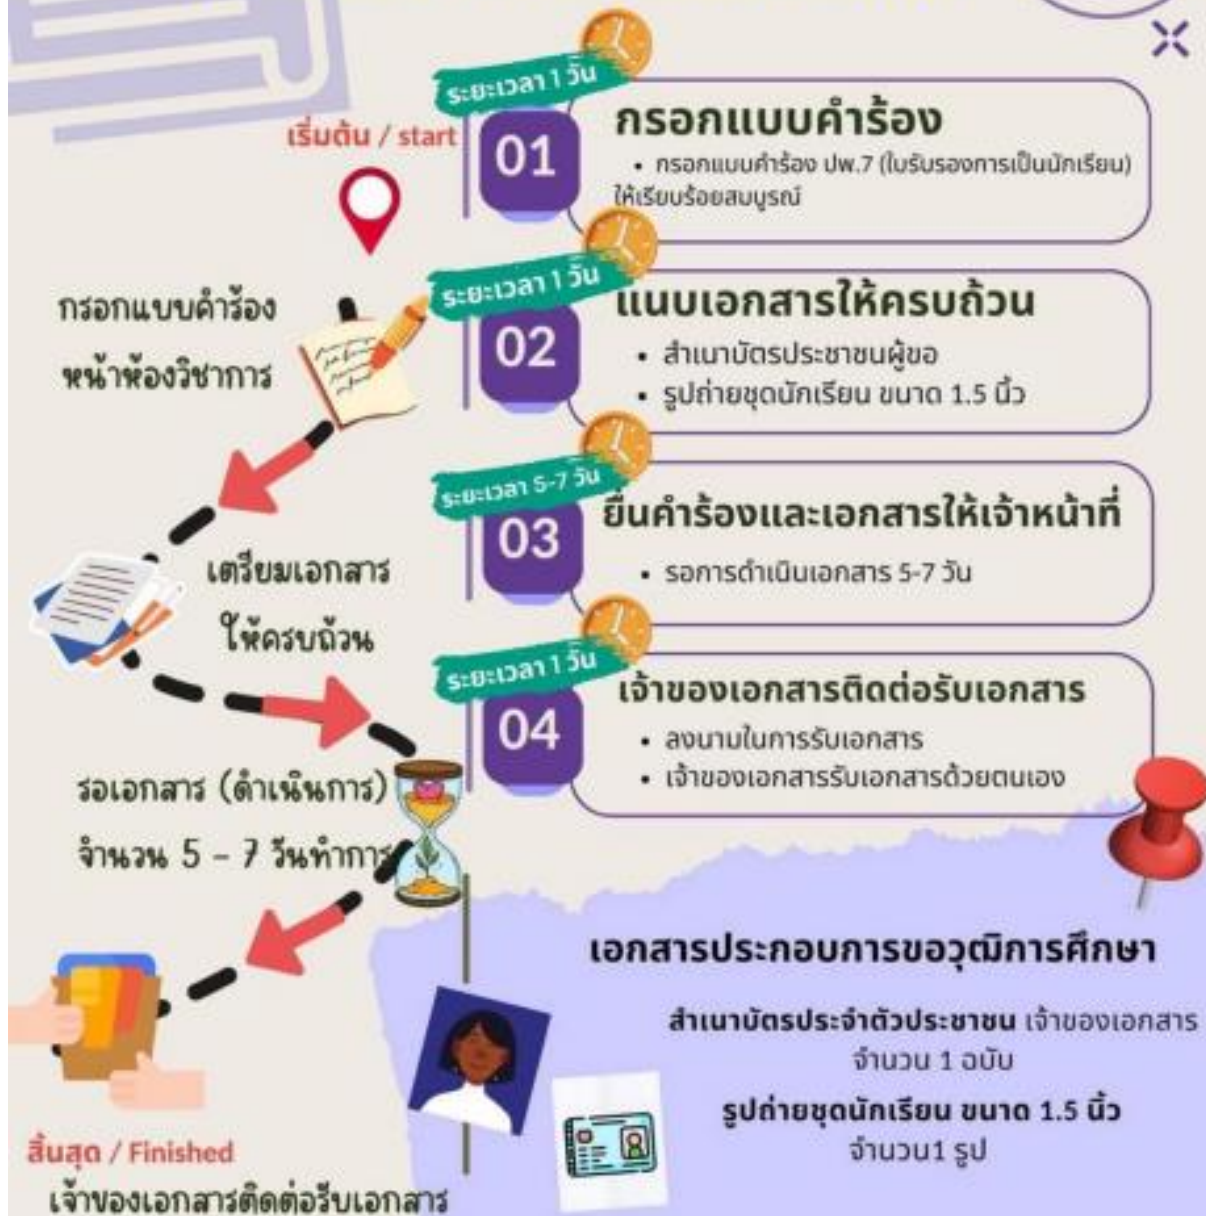 ระยะเวลา 1 วัน
เริ่มต้น / start
01
กรอกแบบคำร้อง
• กรอกแบบคำร้อง ปพ.7 (ใบรับรองการเป็นนักเรียน)
ให้เรียบร้อยสมบูรณ์
กรอกแบบคำร้อง
หน้าห้องวิชาการ
ระยะเวลา 1 วัน
02
แนบเอกสารให้ครบถ้วน
• สำเนาบัตรประชาชนผู้ขอ
• รูปถ่ายชุดนักเรียน ขนาด 1.5 นิ้ว
ระยะเวลา 5-7 วัน
03
ยื่นคำร้องและเอกสารให้เจ้าหน้าที่
• รอการดำเนินเอกสาร 5-7 วัน
เตรียมเอกสาร
ให้ครบถ้วน
ระยะเวลา 1 วัน
04
เจ้าของเอกสารติดต่อรับเอกสาร
• ลงนามในการรับเอกสาร
• เจ้าของเอกสารรับเอกสารด้วยตนเอง
รอเอกสาร (ดำเนินการ)
จำนวน 5 - 7 วันทำการ
เอกสารประกอบการขอวุฒิการศึกษา
สำเนาบัตรประจำตัวประชาชน เจ้าของเอกสาร
จำนวน 1 ฉบับ
รูปถ่ายชุดนักเรียน ขนาด 1.5 นิ้ว
จำนวน1 รูป
สิ้นสุด / Finished
เจ้าของเอกสารติดต่อรับเอกสาร